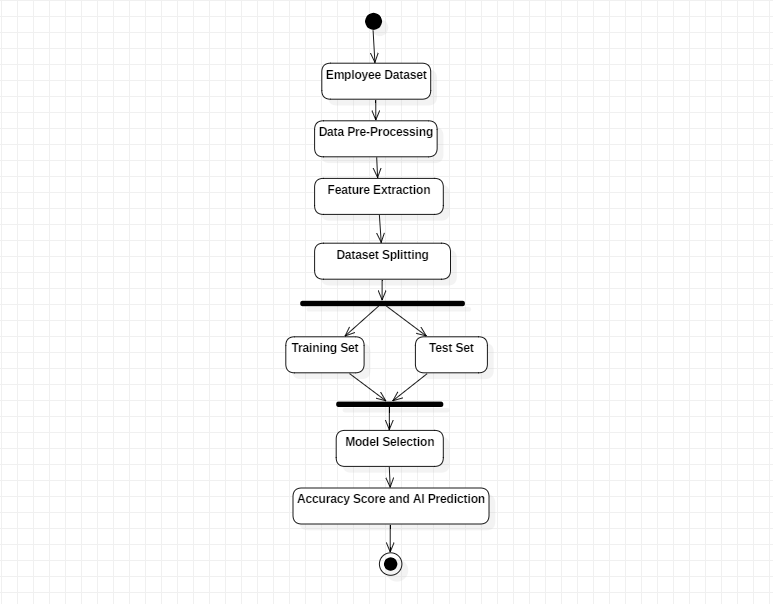 Employee Dataset
Data Pre-Processing
Feature Extraction
Dataset Splitting
Training Set
Test Set
Model Selection
Accuracy Score and AI Prediction